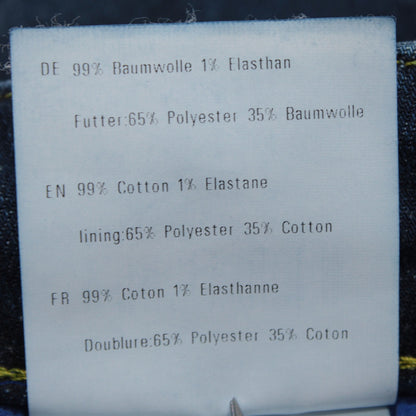 DE 99% Baumwolle 1% Elasthan
Futter:65% Polyester 35% Baumwolle
EN 99% Cotton 1% Elastane
lining:65% Polyester 35% Cotton
FR 99% Coton 1% Elasthanne
Doublure:65% Polyester 35% Coton